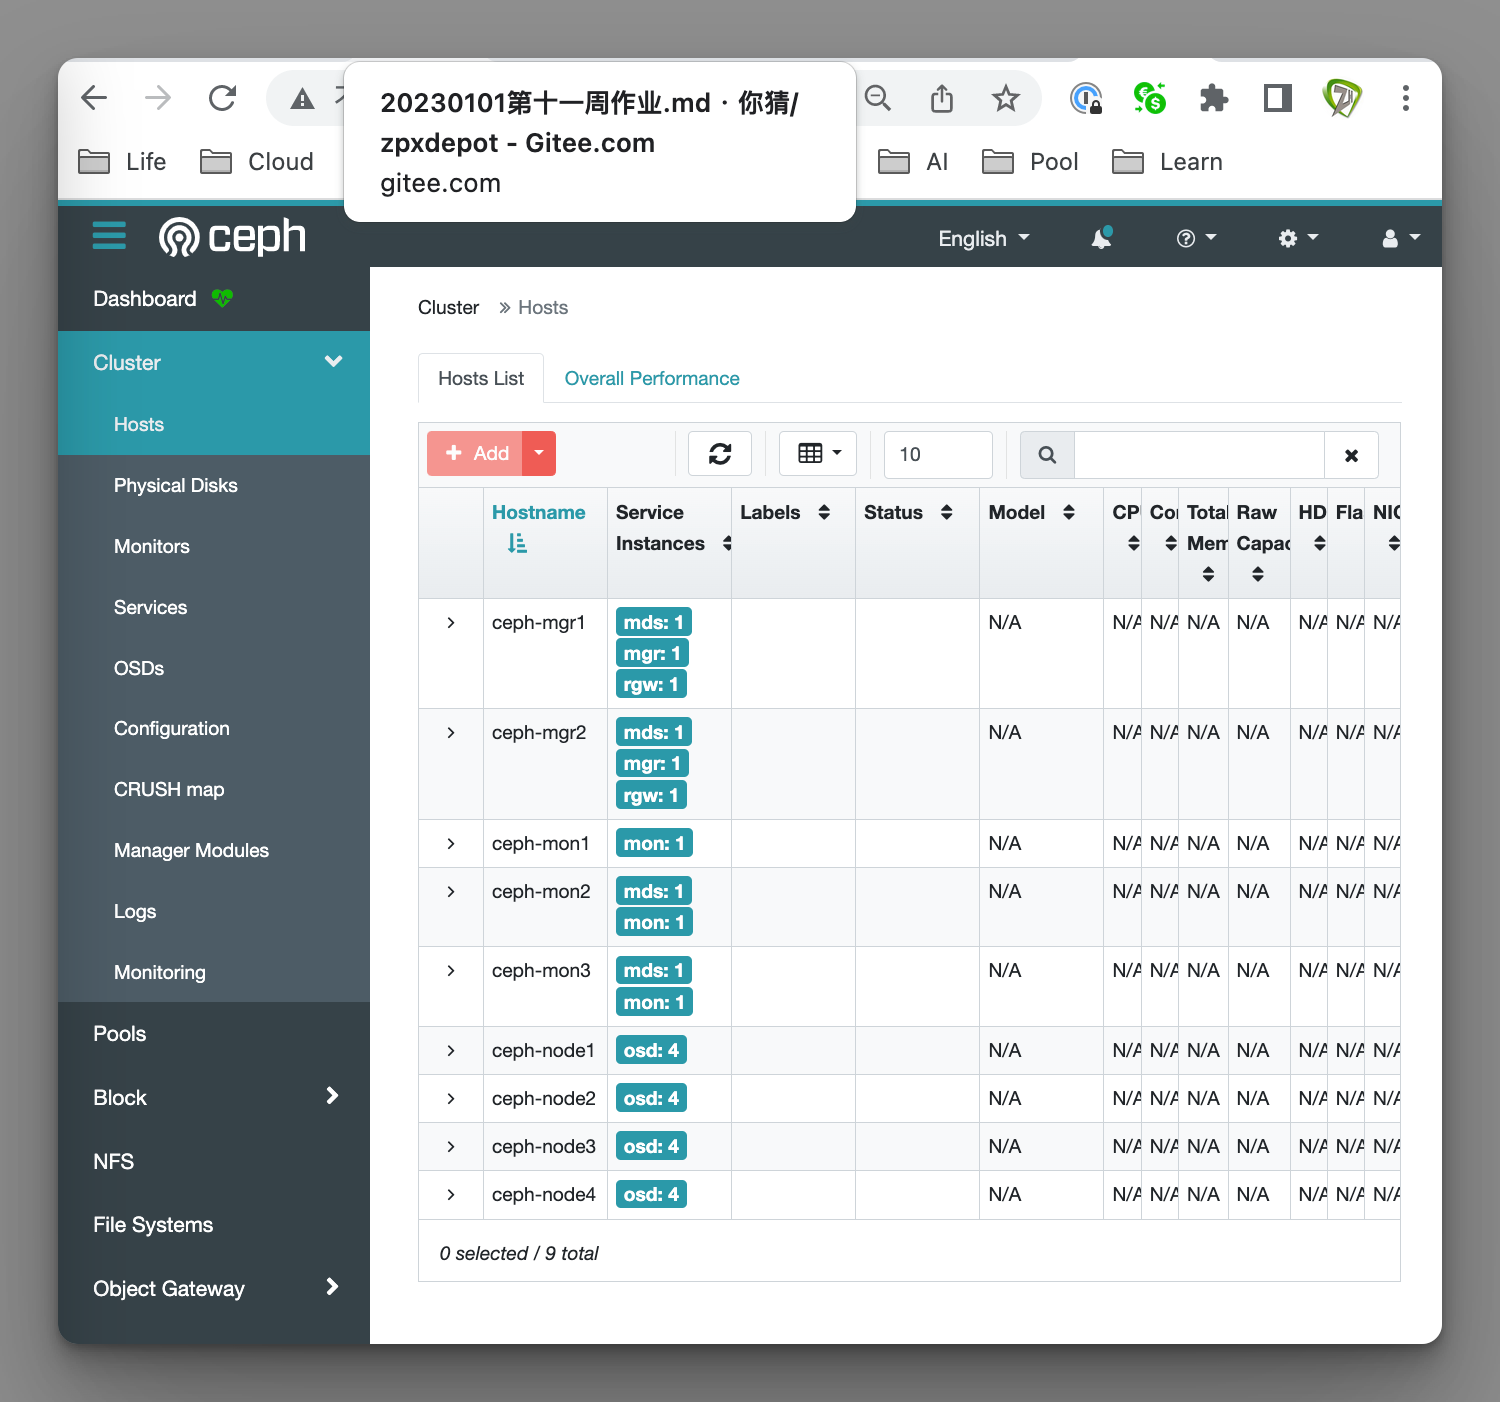 20230101第十一周作业.md · 你猜/
zpxdepot - Gitee.com
gitee.com
Life
Cloud
AI
Pool
Learn
ceph
English
Dashboard
Cluster
Hosts
Physical Disks
Monitors
Services
OSDs
Configuration
CRUSH map
Manager Modules
Logs
Monitoring
Pools
Block
NFS
File Systems
Object Gateway
Cluster » Hosts
Hosts List
Overall Performance
+ Add
10
Hostname Service Instances Labels Status Model CP Co Total Mem Raw Capac HD Fla NIC
ceph-mgr1 mds: 1 N/A N/A N/A N/A N/A N/A N/A N/A
mgr: 1
rgw: 1
ceph-mgr2 mds: 1 N/A N/A N/A N/A N/A N/A N/A N/A
mgr: 1
rgw: 1
ceph-mon1 mon: 1 N/A N/A N/A N/A N/A N/A N/A N/A
ceph-mon2 mds: 1 N/A N/A N/A N/A N/A N/A N/A N/A
mon: 1
ceph-mon3 mds: 1 N/A N/A N/A N/A N/A N/A N/A N/A
mon: 1
ceph-node1 osd: 4 N/A N/A N/A N/A N/A N/A N/A N/A
ceph-node2 osd: 4 N/A N/A N/A N/A N/A N/A N/A N/A
ceph-node3 osd: 4 N/A N/A N/A N/A N/A N/A N/A N/A
ceph-node4 osd: 4 N/A N/A N/A N/A N/A N/A N/A N/A
0 selected / 9 total